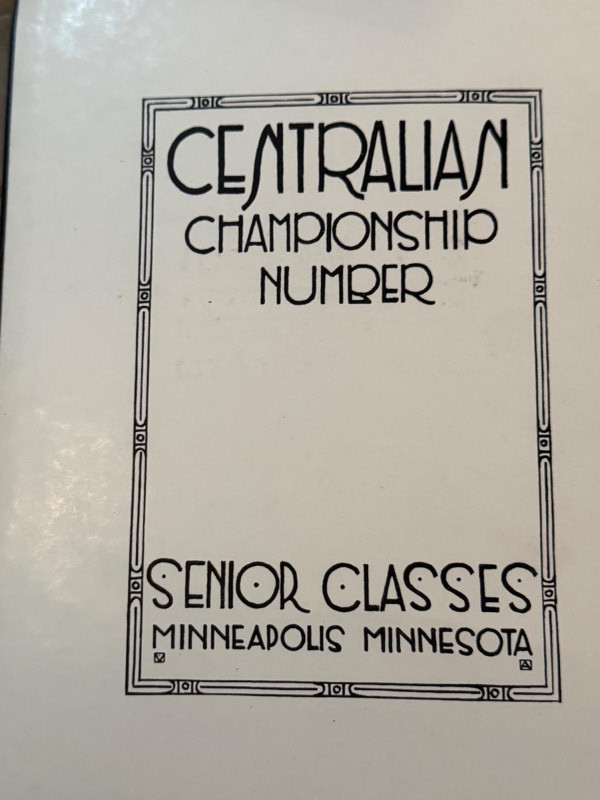 CENTRALIAN
CHAMPIONSHIP
NUMBER
SENIOR CLASSES
MINNEAPOLIS MINNESOTA
V A